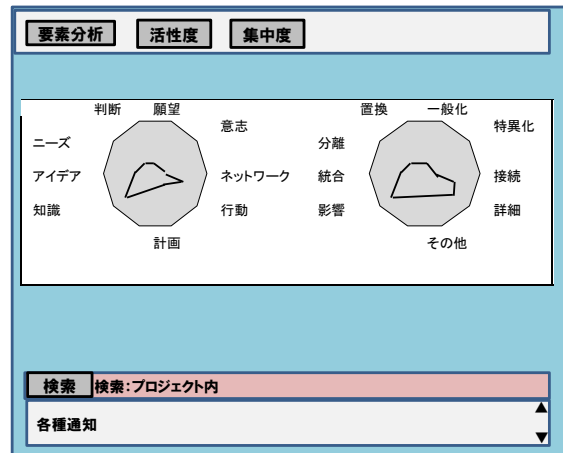 要素分析 活性度 集中度
判断 願望 置換 一般化
意志 特異化
ニーズ 分離
アイデア ネットワーク 統合 接続
知識 行動 影響 詳細
計画 その他
検索 検索:プロジェクト内
各種通知